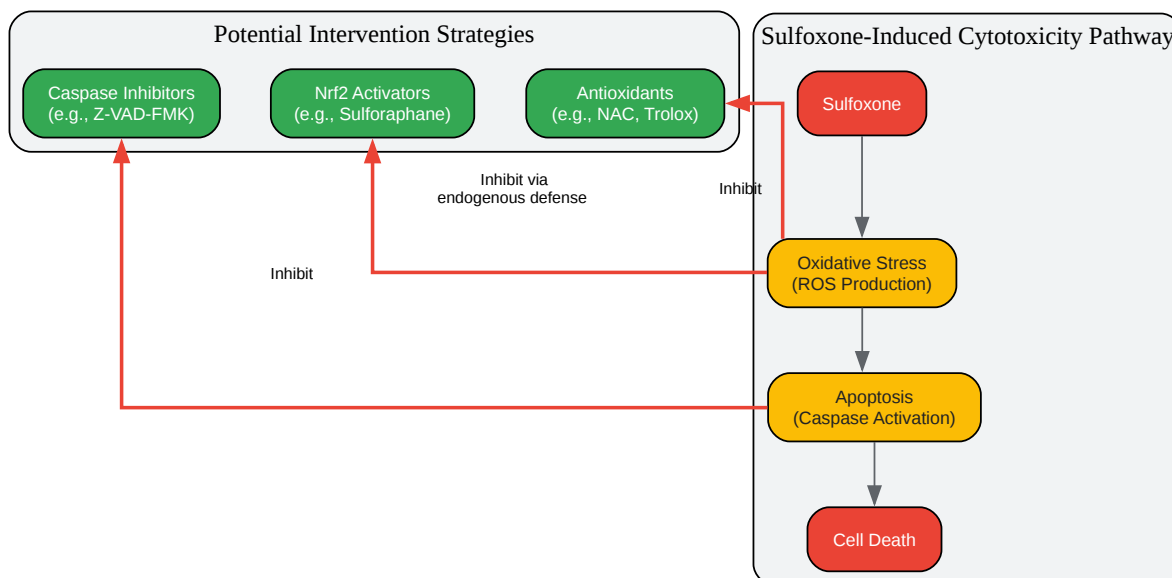 Potential Intervention Strategies
Caspase Inhibitors
(e.g., Z-VAD-FMK)
Nrf2 Activators
(e.g., Sulforaphane)
Antioxidants
(e.g., NAC, Trolox)
Inhibit via
endogenous defense
Inhibit
Inhibit
Sulfoxone-Induced Cytotoxicity Pathway
Sulfoxone
Oxidative Stress
(ROS Production)
Apoptosis
(Caspase Activation)
Cell Death